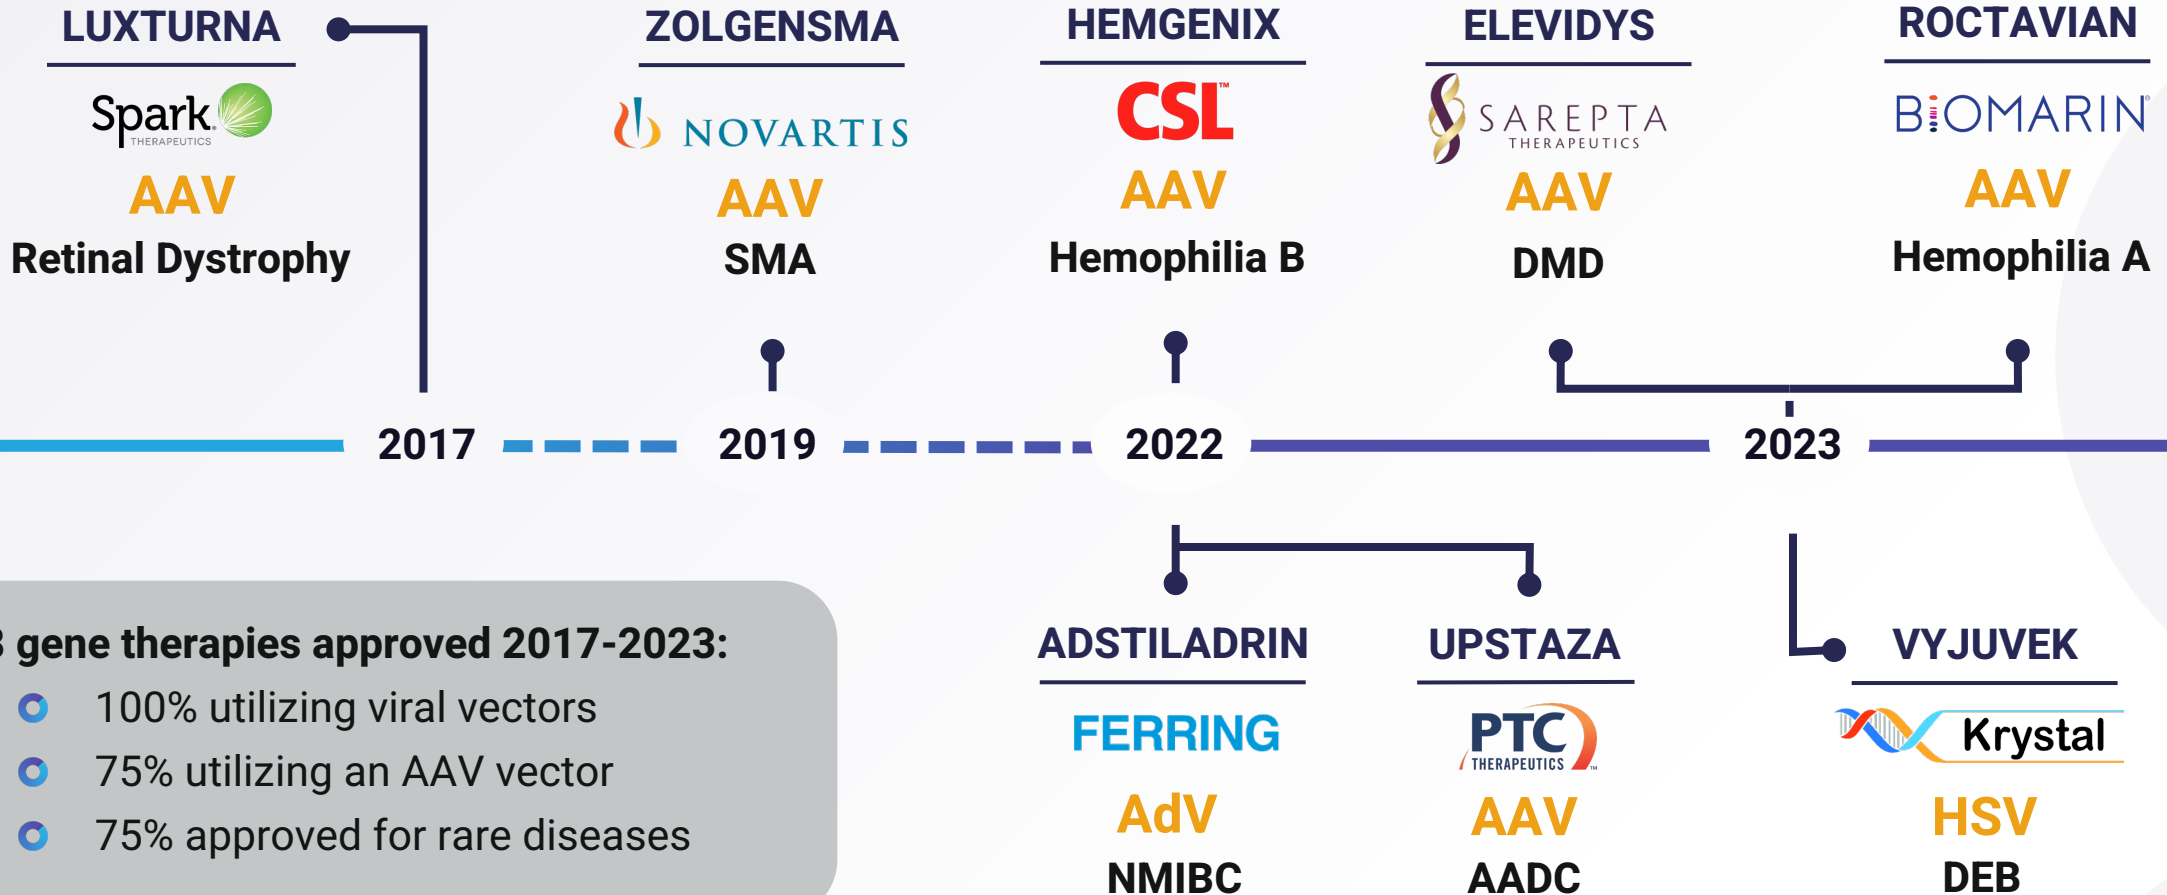 LUXTURNA
Spark
THERAPEUTICS
AAV
Retinal Dystrophy
ZOLGENSMA
NOVARTIS
AAV
SMA
HEMGENIX
CSL™
AAV
Hemophilia B
ELEVIDYS
SAREPTA
THERAPEUTICS
AAV
DMD
ROCTAVIAN
BIOMARIN®
AAV
Hemophilia A
2017
2019
2022
2023
gene therapies approved 2017-2023:
100% utilizing viral vectors
75% utilizing an AAV vector
75% approved for rare diseases
ADSTILADRIN
FERRING
AdV
NMIBC
UPSTAZA
PTC
THERAPEUTICS™
AAV
AADC
VYJUVEK
Krystal
HSV
DEB